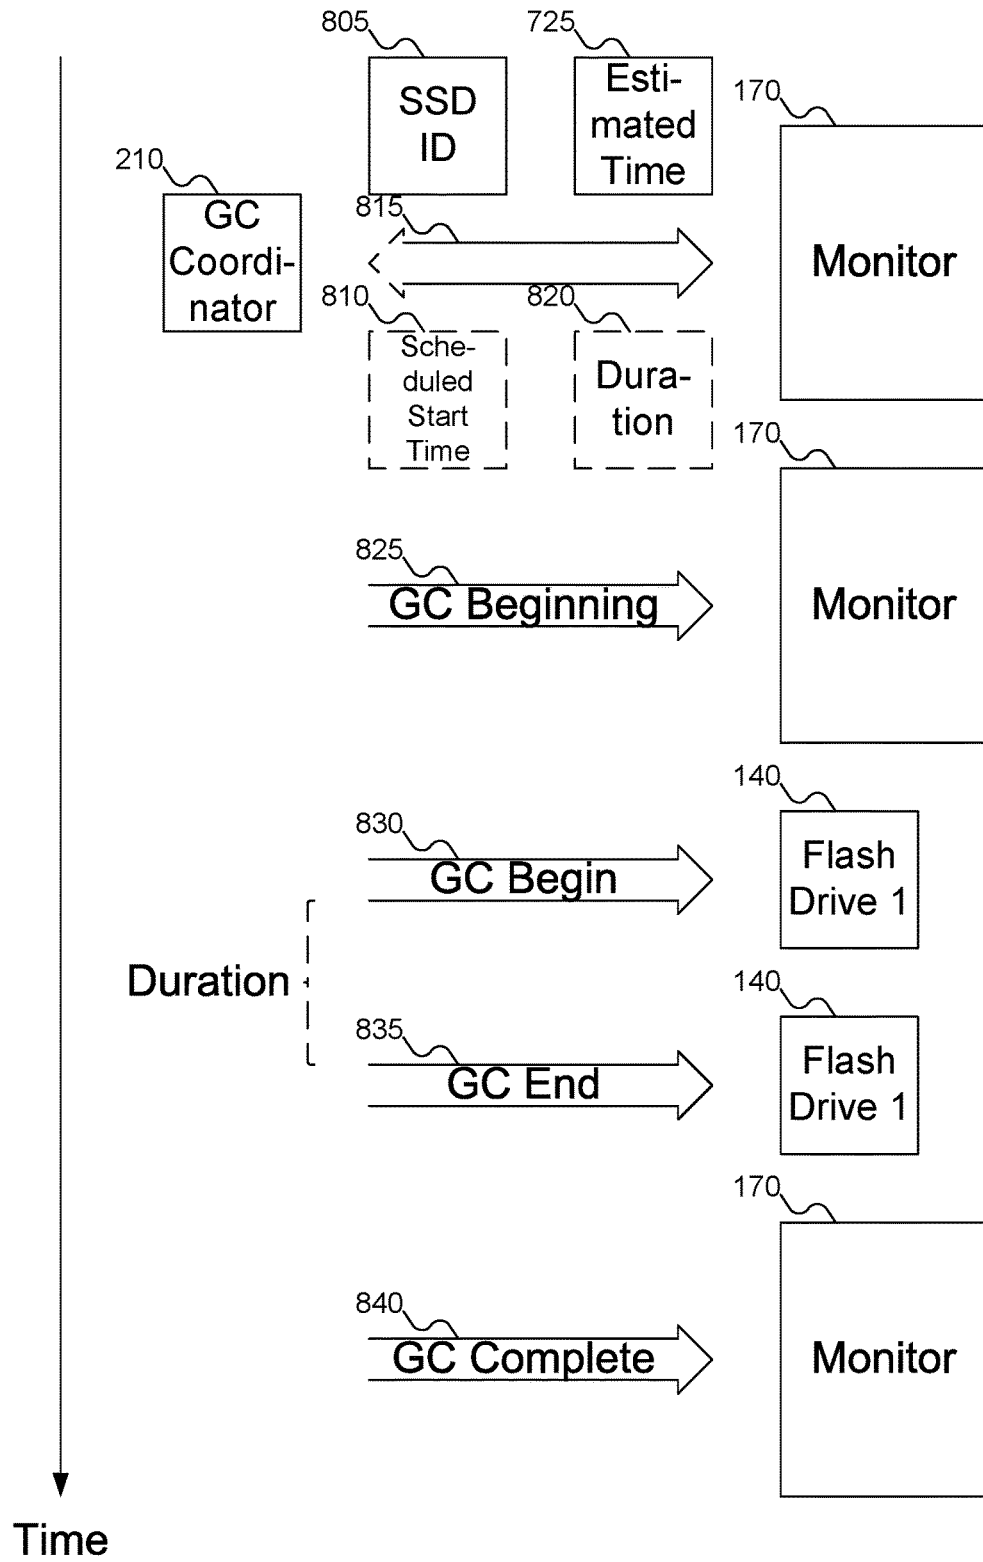 805
725
SSD
ID
Esti-
mated
Time
170
210
GC
Coordi-
nator
815
Monitor
810
820
Sche-
duled
Start
Time
Dura-
tion
170
825
GC Beginning
Monitor
140
830
GC Begin
Flash
Drive 1
Duration
140
835
GC End
Flash
Drive 1
170
840
GC Complete
Monitor
Time